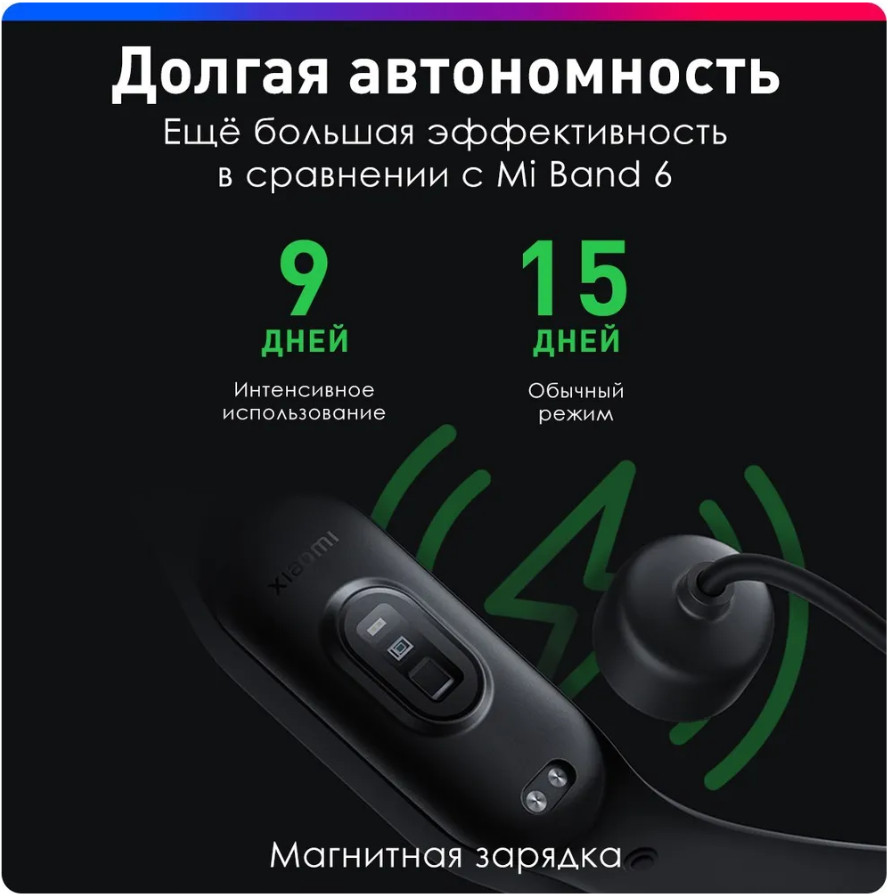 Долгая автономность
Ещё большая эффективность
в сравнении с Mi Band 6
9
ДНЕЙ
Интенсивное
использование
15
ДНЕЙ
Обычный
режим
xiaomi
Магнитная зарядка